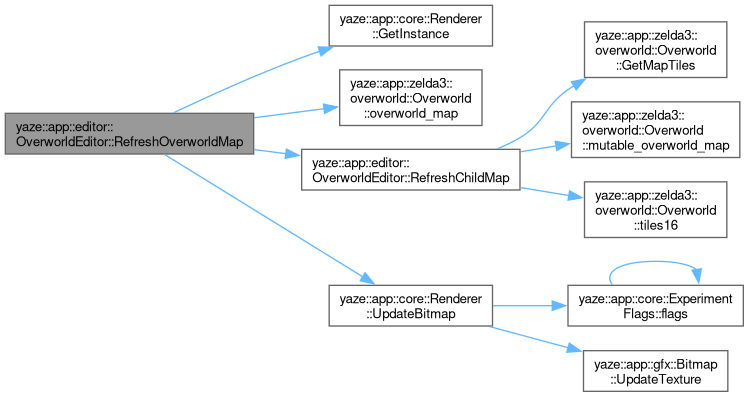 yaze::app::editor::
OverworldEditor::RefreshOverworldMap
yaze::app::core::Renderer
::GetInstance
yaze::app::zelda3::
overworld::Overworld
::overworld_map
yaze::app::editor::
OverworldEditor::RefreshChildMap
yaze::app::core::Renderer
::UpdateBitmap
yaze::app::zelda3::
overworld::Overworld
::GetMapTiles
yaze::app::zelda3::
overworld::Overworld
::mutable_overworld_map
yaze::app::zelda3::
overworld::Overworld
::tiles16
yaze::app::core::Experiment
Flags::flags
yaze::app::gfx::Bitmap
::UpdateTexture